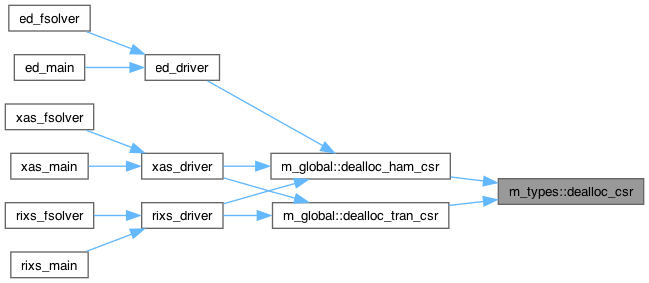 ed_fsolver
ed_main
ed_driver
xas_fsolver
xas_main
xas_driver
m_global::dealloc_ham_csr
m_types::dealloc_csr
rixs_fsolver
rixs_driver
m_global::dealloc_tran_csr
rixs_main